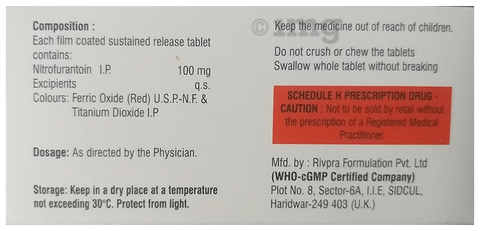 Composition :
Each film coated sustained release tablet
contains:
Nitrofurantoin I.P. 100 mg
Excipients q.s.
Colours: Ferric Oxide (Red) U.S.P.-N.F. &
Titanium Dioxide I.P
Dosage: As directed by the Physician.
Storage: Keep in a dry place at a temperature
not exceeding 30°C. Protect from light.
1mg
Keep the medicine out of reach of children.
Do not crush or chew the tablets
Swallow whole tablet without breaking
SCHEDULE H PRESCRIPTION DRUG -
CAUTION : Not to be sold by retail without
the prescription of a Registered Medical
Practitioner.
Mfd. by : Rivpra Formulation Pvt. Ltd
(WHO-cGMP Certified Company)
Plot No. 8, Sector-6A, I.I.E, SIDCUL,
Haridwar-249 403 (U.K.)